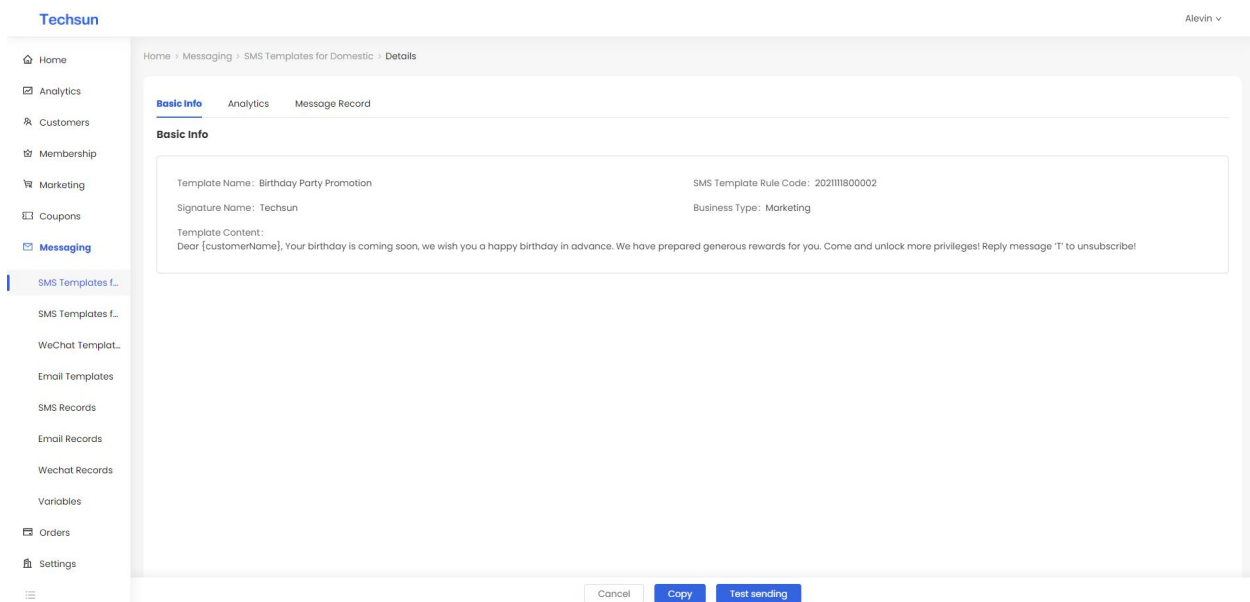 Techsun
Alevin
Home
Analytics
Customers
Membership
Marketing
Coupons
Messaging
SMS Templates f...
SMS Templates f...
WeChat Templat...
Email Templates
SMS Records
Email Records
Wechat Records
Variables
Orders
Settings
Home > Messaging > SMS Templates for Domestic > Details
Basic Info Analytics Message Record
Basic Info
Template Name: Birthday Party Promotion SMS Template Rule Code: 2021111800002
Signature Name: Techsun Business Type: Marketing
Template Content:
Dear {customerName}, Your birthday is coming soon, we wish you a happy birthday in advance. We have prepared generous rewards for you. Come and unlock more privileges! Reply message 'T' to unsubscribe!
Cancel Copy Test sending